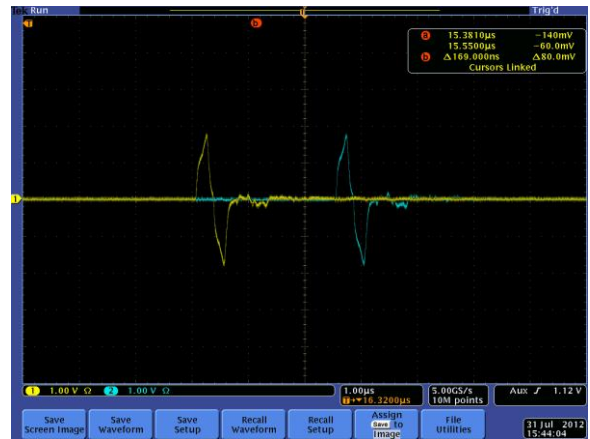 Tek Run Trig'd
a b
a 15.3810µs −140mV
15.5500µs −60.0mV
b Δ169.000ns Δ80.0mV
Cursors Linked
1
1 1.00 V Ω 2 1.00 V Ω 1.00µs 5.00GS/s Aux ∫ 1.12 V
T→▼16.3200µs 10M points
Save Screen Image
Save Waveform
Save Setup
Recall Waveform
Recall Setup
Assign Save to Image
File Utilities
31 Jul 2012
15:44:04